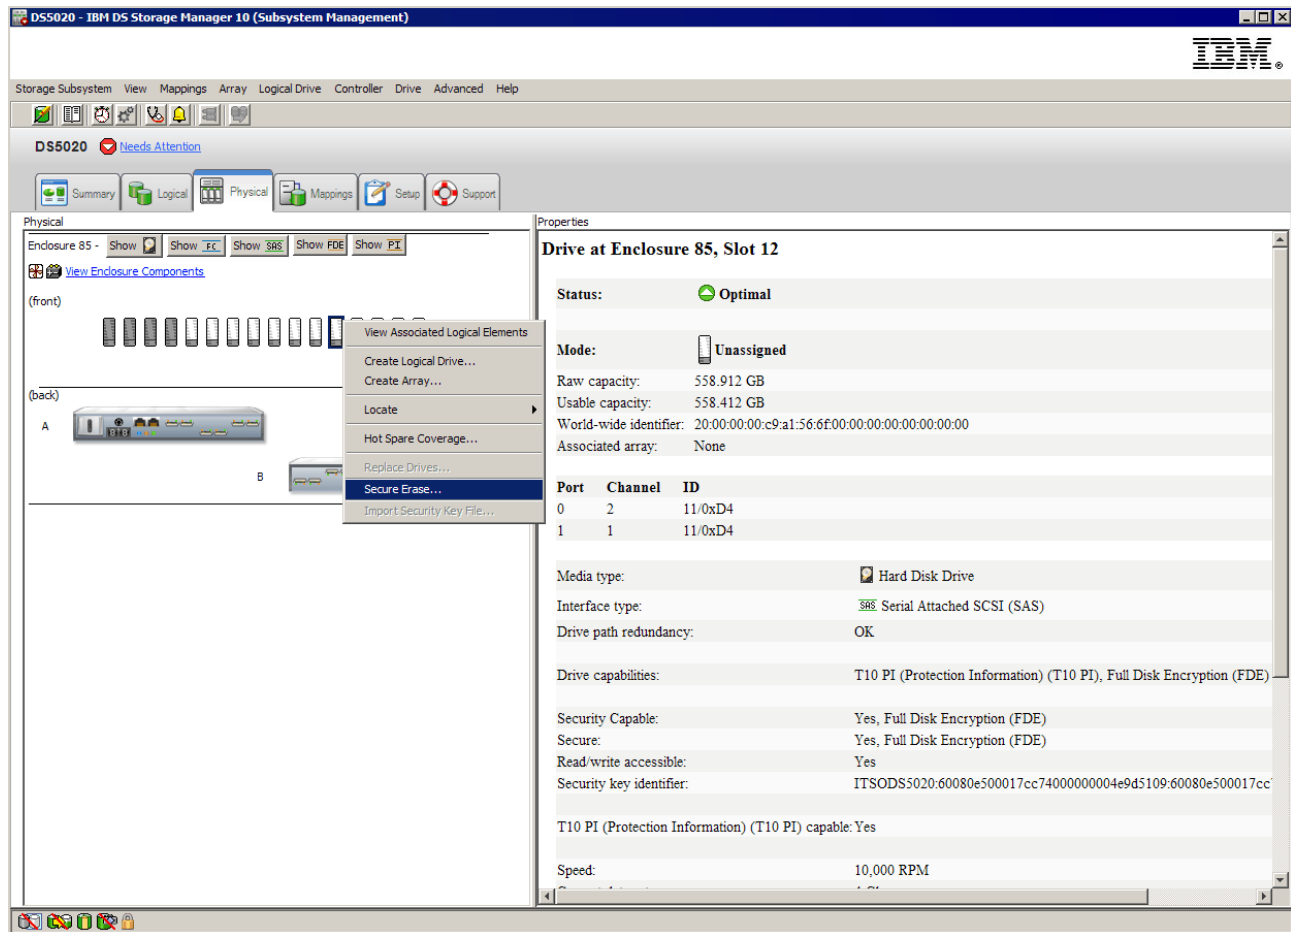 DS5020 - IBM DS Storage Manager 10 (Subsystem Management)
IBM
Storage Subsystem View Mappings Array Logical Drive Controller Drive Advanced Help
DS5020 Needs Attention
Summary Logical Physical Mappings Setup Support
Physical
Enclosure 85 - Show Show FC Show SAS Show FDE Show PI
View Enclosure Components
(front)
(back)
A
B
View Associated Logical Elements
Create Logical Drive...
Create Array...
Locate
Hot Spare Coverage...
Replace Drives...
Secure Erase...
Import Security Key File...
Properties
Drive at Enclosure 85, Slot 12
Status: Optimal
Mode: Unassigned
Raw capacity: 558.912 GB
Usable capacity: 558.412 GB
World-wide identifier: 20:00:00:00:c9:a1:56:6f:00:00:00:00:00:00:00:00
Associated array: None
Port Channel ID
0 2 11/0xD4
1 1 11/0xD4
Media type: Hard Disk Drive
Interface type: SAS Serial Attached SCSI (SAS)
Drive path redundancy: OK
Drive capabilities: T10 PI (Protection Information) (T10 PI), Full Disk Encryption (FDE)
Security Capable: Yes, Full Disk Encryption (FDE)
Secure: Yes, Full Disk Encryption (FDE)
Read/write accessible: Yes
Security key identifier: ITSODS5020:60080e500017cc74000000004e9d5109:60080e500017cc
T10 PI (Protection Information) (T10 PI) capable: Yes
Speed: 10,000 RPM